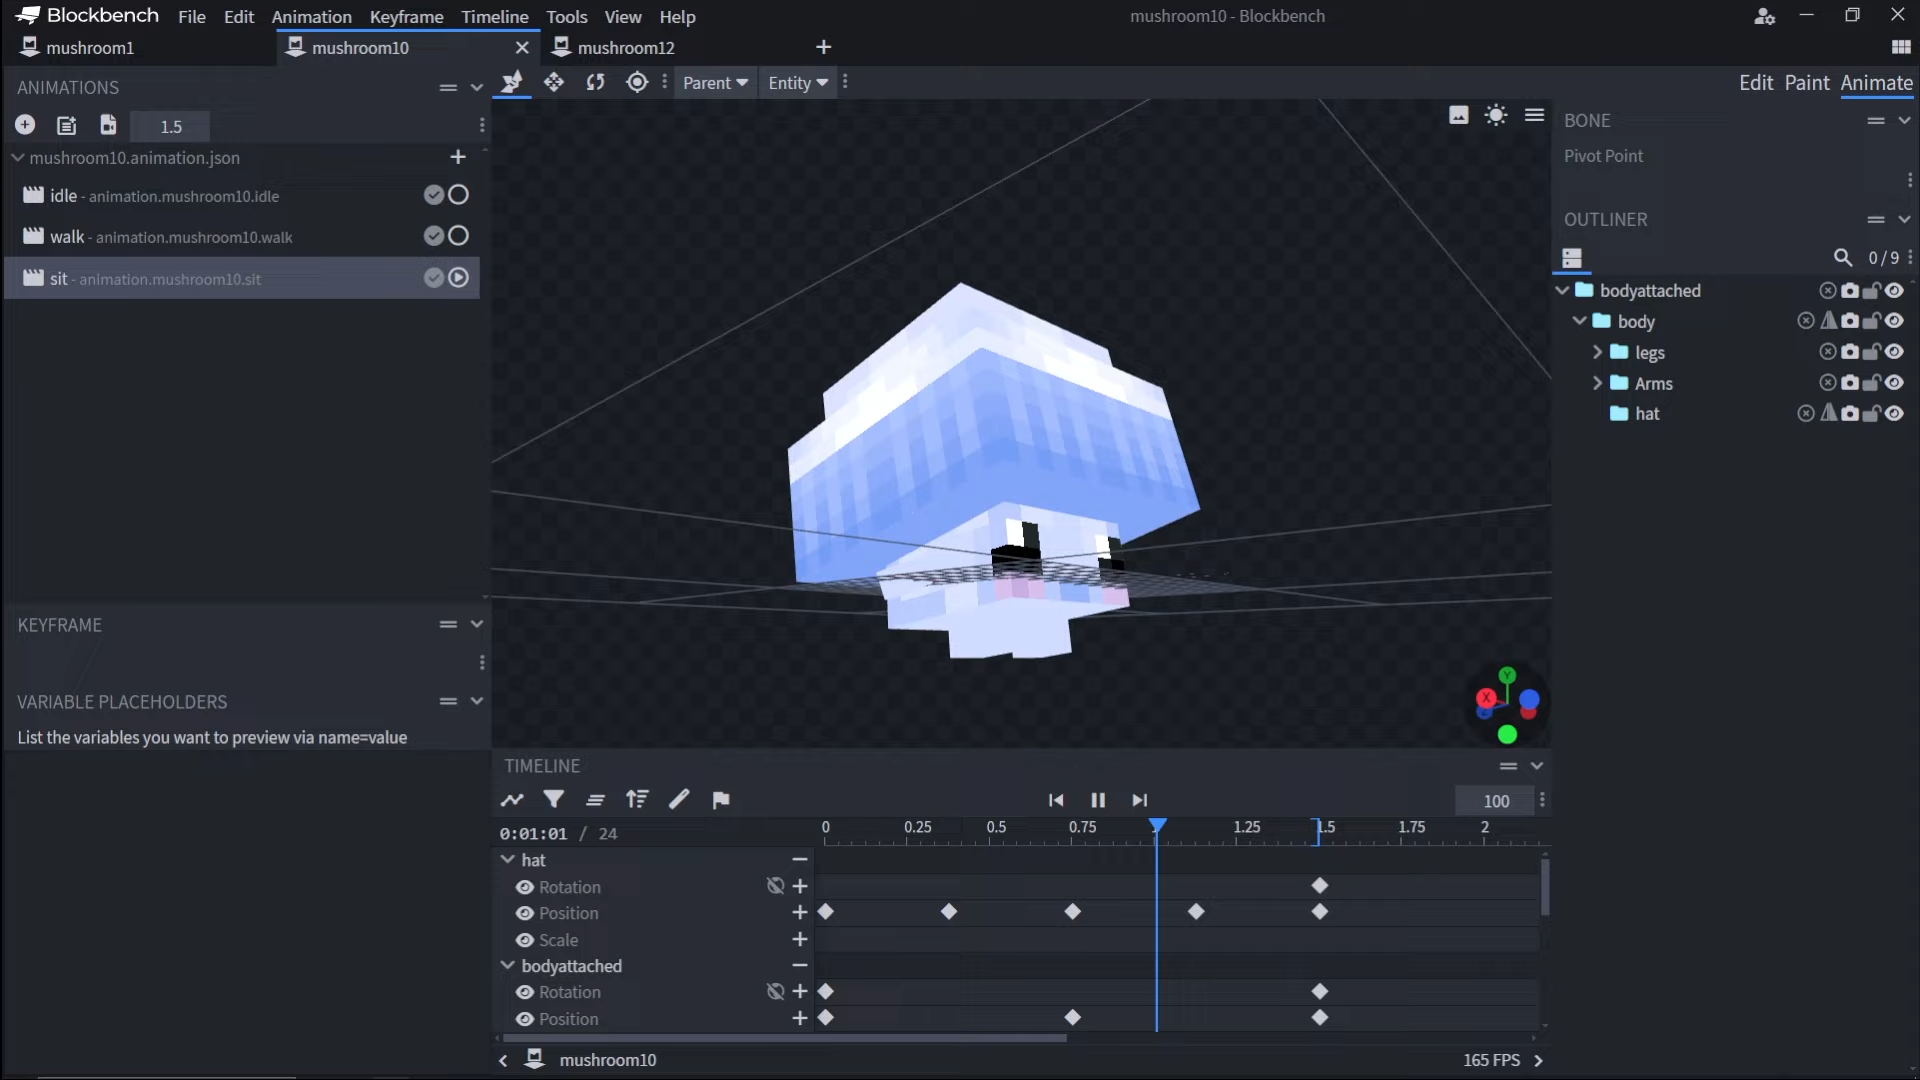 Blockbench File Edit Animation Keyframe Timeline Tools View Help mushroom10 - Blockbench
mushroom1 mushroom10 mushroom12
ANIMATIONS
Parent Entity Edit Paint Animate
1.5
BONE
mushroom10.animation.json
Pivot Point
idle - animation.mushroom10.idle
walk - animation.mushroom10.walk
OUTLINER
0 / 9
sit - animation.mushroom10.sit
bodyattached
body
legs
Arms
hat
KEYFRAME
VARIABLE PLACEHOLDERS
List the variables you want to preview via name=value
Y
X
TIMELINE
100
0:01:01 / 24
0 0.25 0.5 0.75 1.25 1.5 1.75 2
hat
Rotation
Position
Scale
bodyattached
Rotation
Position
mushroom10 165 FPS